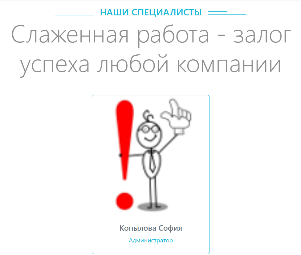 НАШИ СПЕЦИАЛИСТЫ
Слаженная работа - залог
успеха любой компании
Копылова София
Администратор